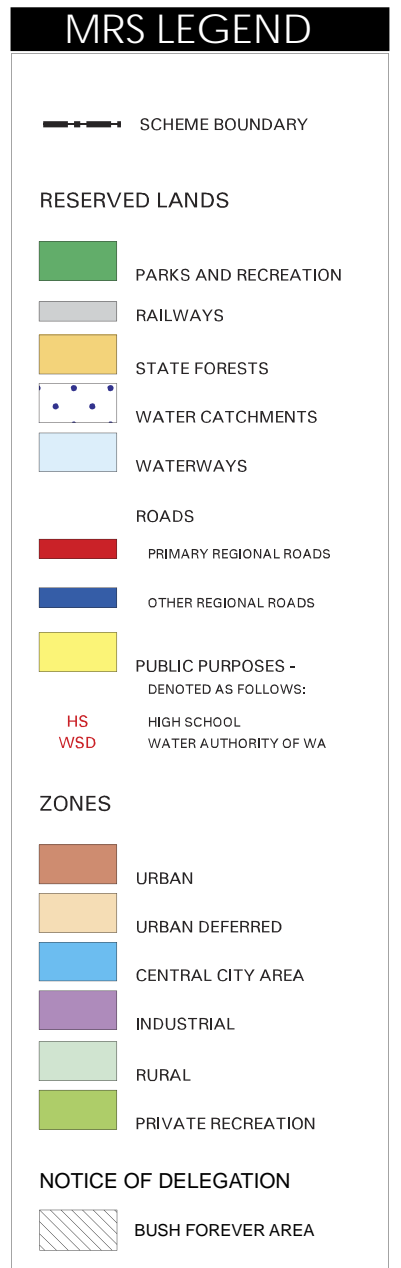 MRS LEGEND
SCHEME BOUNDARY
RESERVED LANDS
PARKS AND RECREATION
RAILWAYS
STATE FORESTS
WATER CATCHMENTS
WATERWAYS
ROADS
PRIMARY REGIONAL ROADS
OTHER REGIONAL ROADS
PUBLIC PURPOSES -
DENOTED AS FOLLOWS:
HS HIGH SCHOOL
WSD WATER AUTHORITY OF WA
ZONES
URBAN
URBAN DEFERRED
CENTRAL CITY AREA
INDUSTRIAL
RURAL
PRIVATE RECREATION
NOTICE OF DELEGATION
BUSH FOREVER AREA